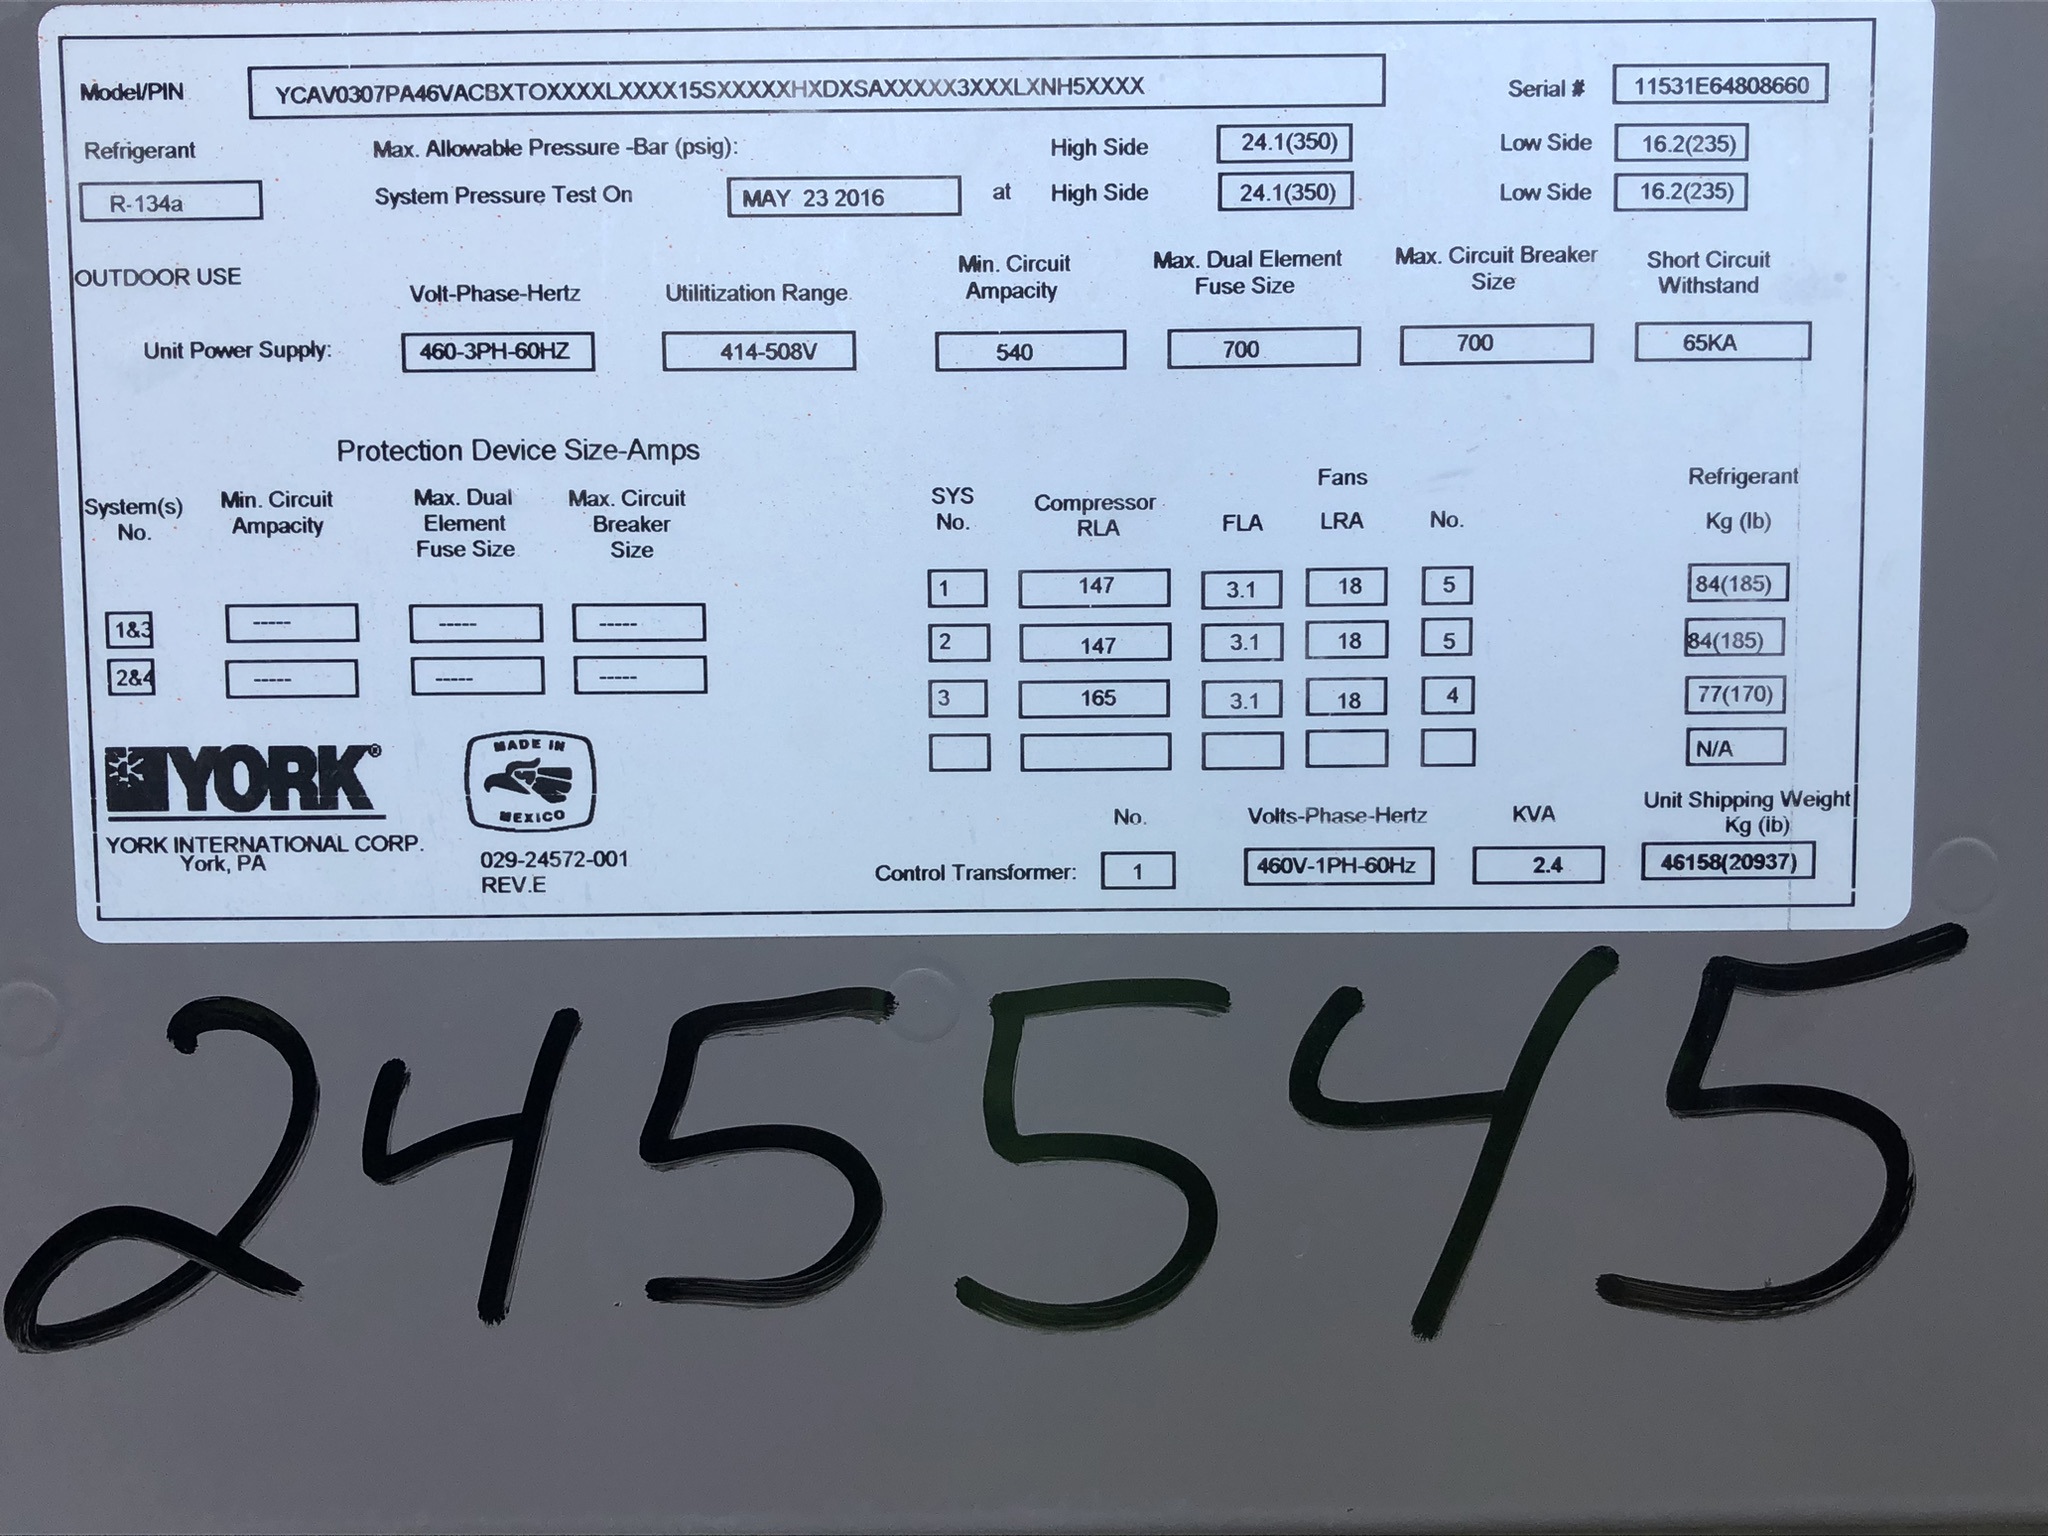 Model/PIN YCAV0307PA46VACBXTOXXXXLXXXX15SXXXXXHXDXSAXXXXX3XXXLXNH5XXXX Serial # 11531E64808660
Refrigerant Max. Allowable Pressure -Bar (psig): High Side 24.1(350) Low Side 16.2(235)
R-134a System Pressure Test On MAY 23 2016 at High Side 24.1(350) Low Side 16.2(235)
OUTDOOR USE Volt-Phase-Hertz Utilitization Range Min. Circuit Ampacity Max. Dual Element Fuse Size Max. Circuit Breaker Size Short Circuit Withstand
Unit Power Supply: 460-3PH-60HZ 414-508V 540 700 700 65KA
Protection Device Size-Amps
System(s) No. Min. Circuit Ampacity Max. Dual Element Fuse Size Max. Circuit Breaker Size
1&3 ----- ----- -----
2&4 ----- ----- -----
SYS No. Compressor RLA Fans FLA LRA No. Refrigerant Kg (lb)
1 147 3.1 18 5 84(185)
2 147 3.1 18 5 84(185)
3 165 3.1 18 4 77(170)
N/A
YORK®
YORK INTERNATIONAL CORP.
York, PA
MADE IN
MEXICO
029-24572-001
REV.E
No. Volts-Phase-Hertz KVA Unit Shipping Weight Kg (lb)
Control Transformer: 1 460V-1PH-60Hz 2.4 46158(20937)
245545